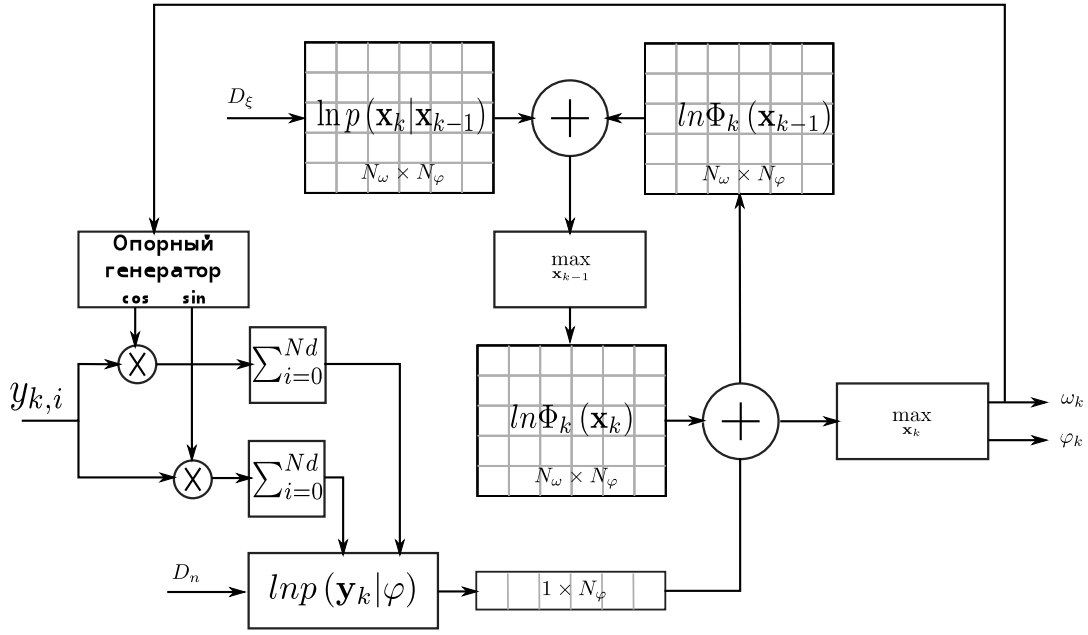 D_ξ
ln p (x_k|x_{k−1})
N_ω × N_φ
+
lnΦ_k (x_{k−1})
N_ω × N_φ
Опорный
генератор
cos sin
max
x_{k−1}
y_{k,i}
X
∑_{i=0}^{Nd}
lnΦ_k (x_k)
N_ω × N_φ
+
max
x_k
ω_k
φ_k
X
∑_{i=0}^{Nd}
D_n
lnp (y_k|φ)
1 × N_φ